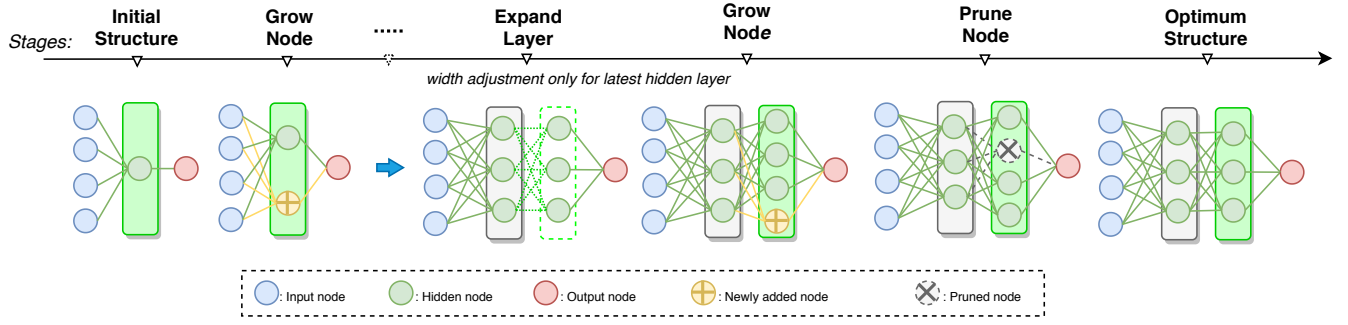 Stages:
Initial
Structure
Grow
Node
.....
Expand
Layer
Grow
Node
Prune
Node
Optimum
Structure
width adjustment only for latest hidden layer
: Input node
: Hidden node
: Output node
: Newly added node
: Pruned node